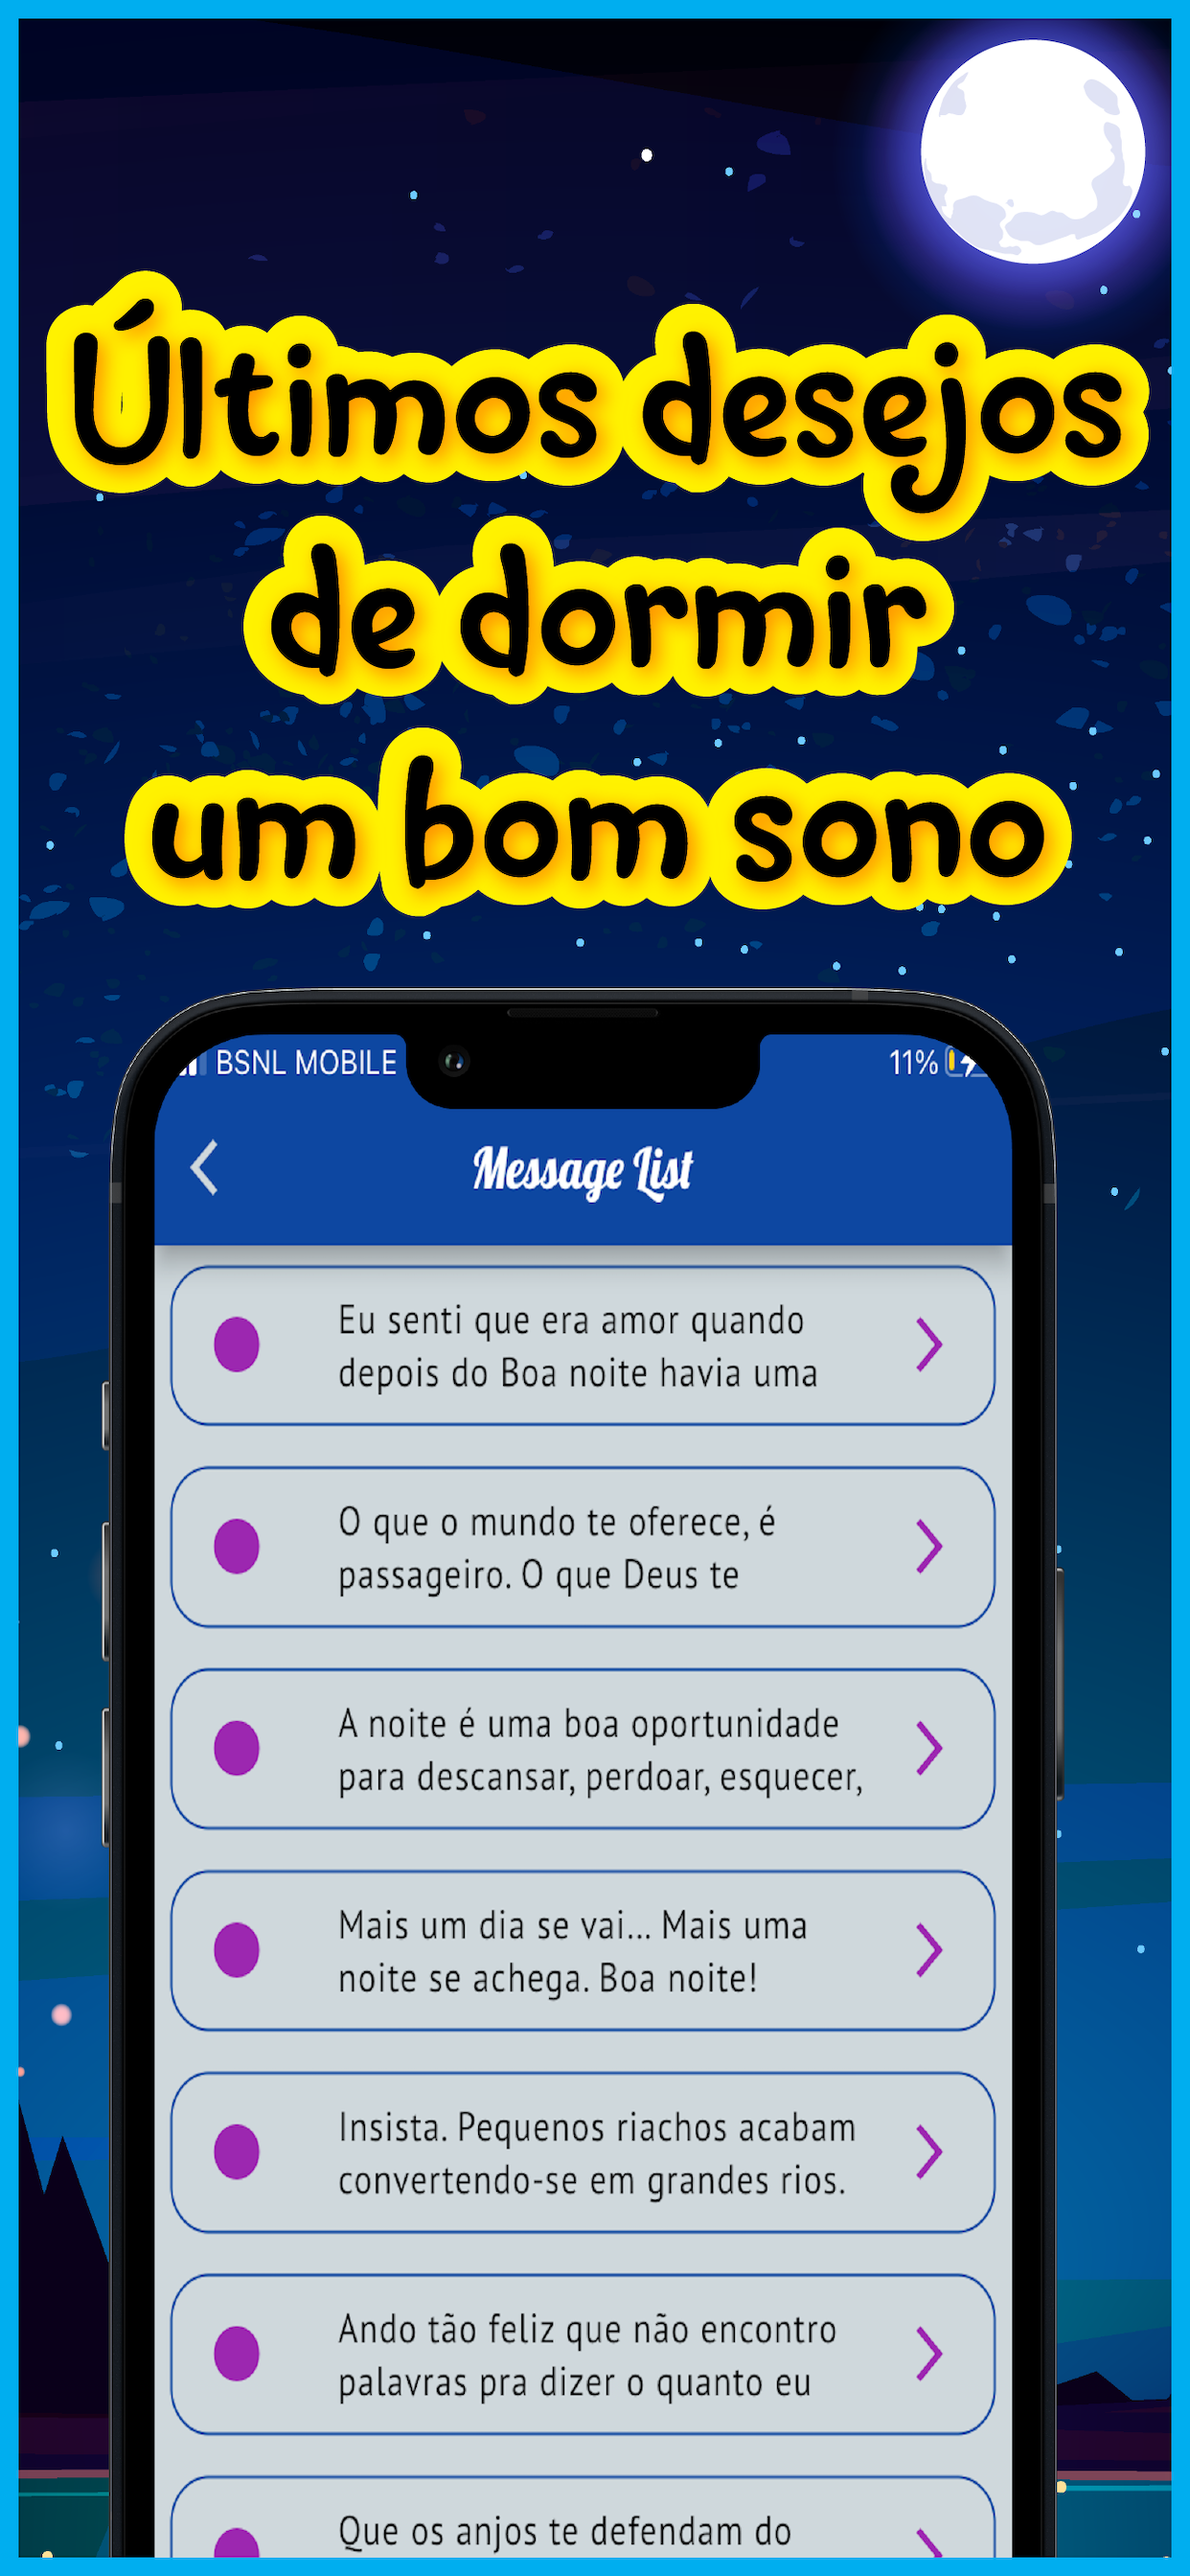 Últimos desejos
de dormir
um bom sono
BSNL MOBILE
11%
Message List
Eu senti que era amor quando
depois do Boa noite havia uma
O que o mundo te oferece, é
passageiro. O que Deus te
A noite é uma boa oportunidade
para descansar, perdoar, esquecer,
Mais um dia se vai... Mais uma
noite se achega. Boa noite!
Insista. Pequenos riachos acabam
convertendo-se em grandes rios.
Ando tão feliz que não encontro
palavras pra dizer o quanto eu
Que os anjos te defendam do